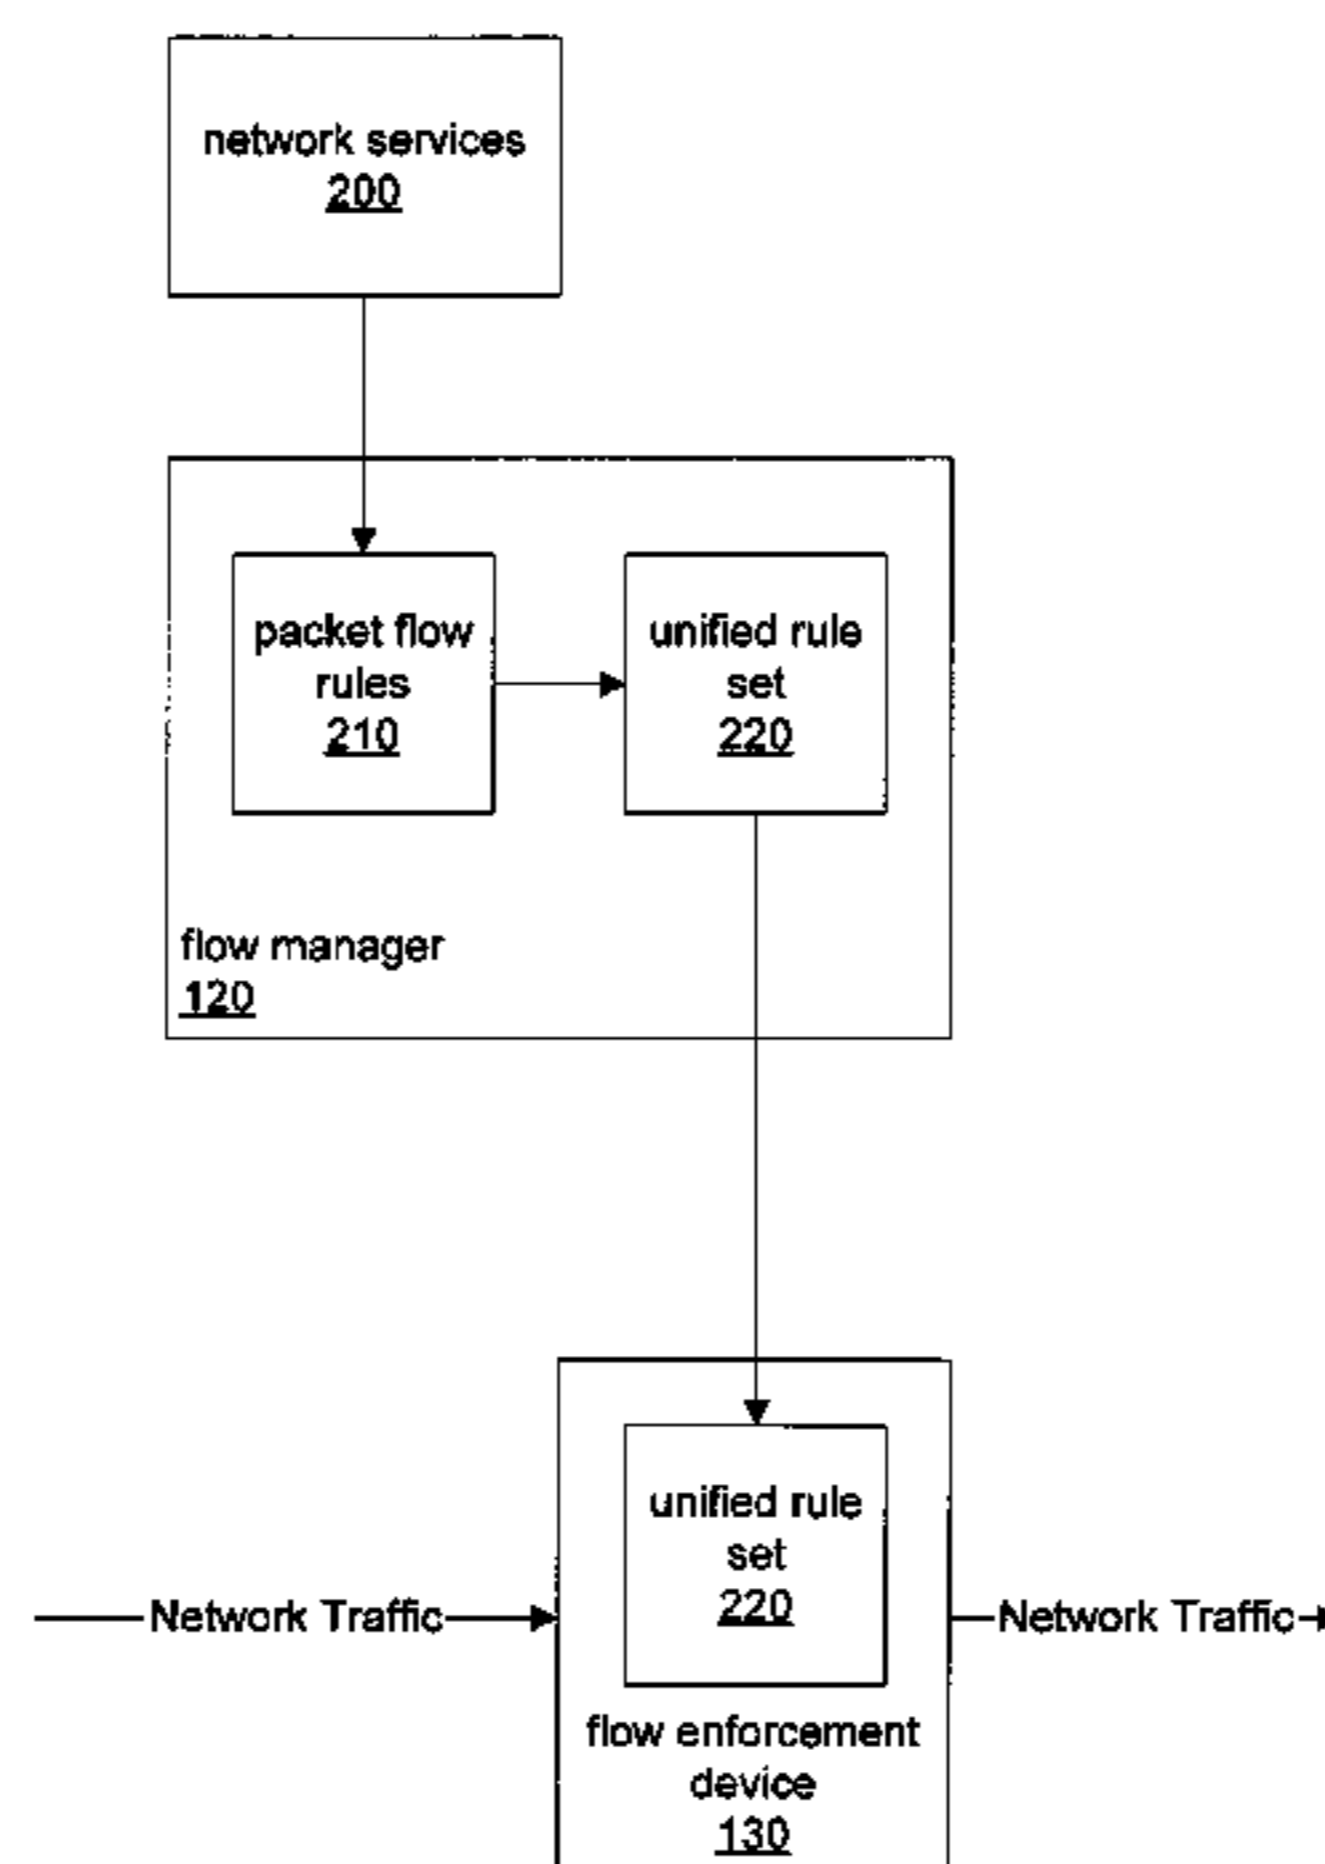 network services
200
packet flow
rules
210
unified rule
set
220
flow manager
120
unified rule
set
220
Network Traffic
Network Traffic
flow enforcement
device
130